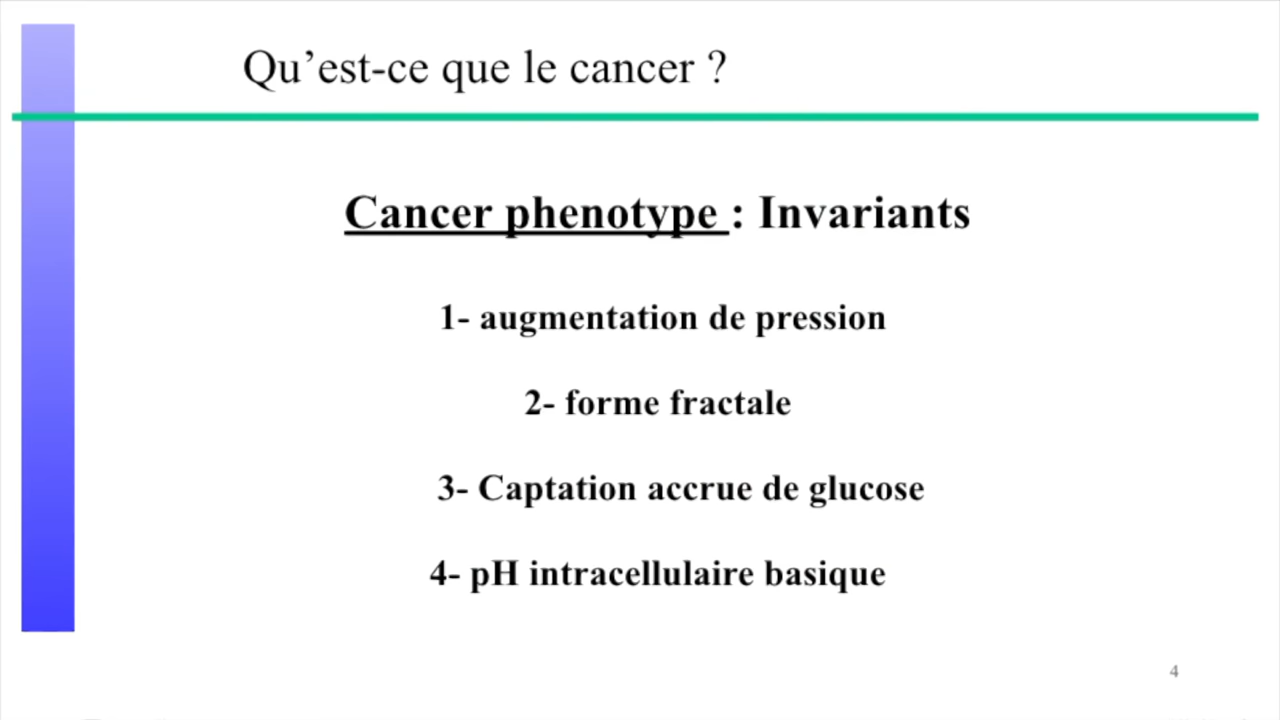 Qu’est-ce que le cancer ?
Cancer phenotype : Invariants
1- augmentation de pression
2- forme fractale
3- Captation accrue de glucose
4- pH intracellulaire basique
4